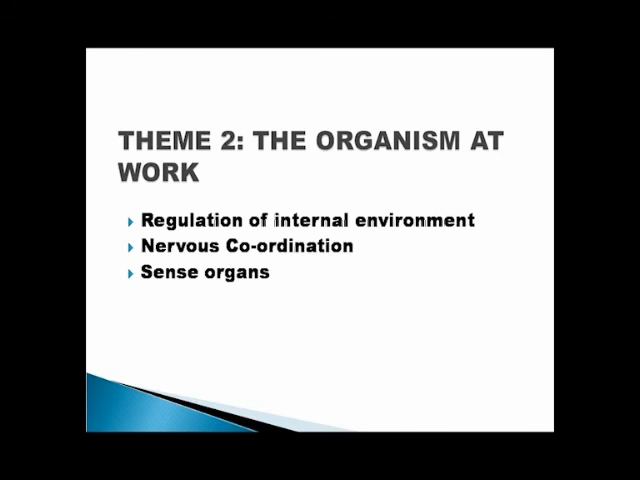 THEME 2: THE ORGANISM AT
WORK
Regulation of internal environment
Nervous Co-ordination
Sense organs